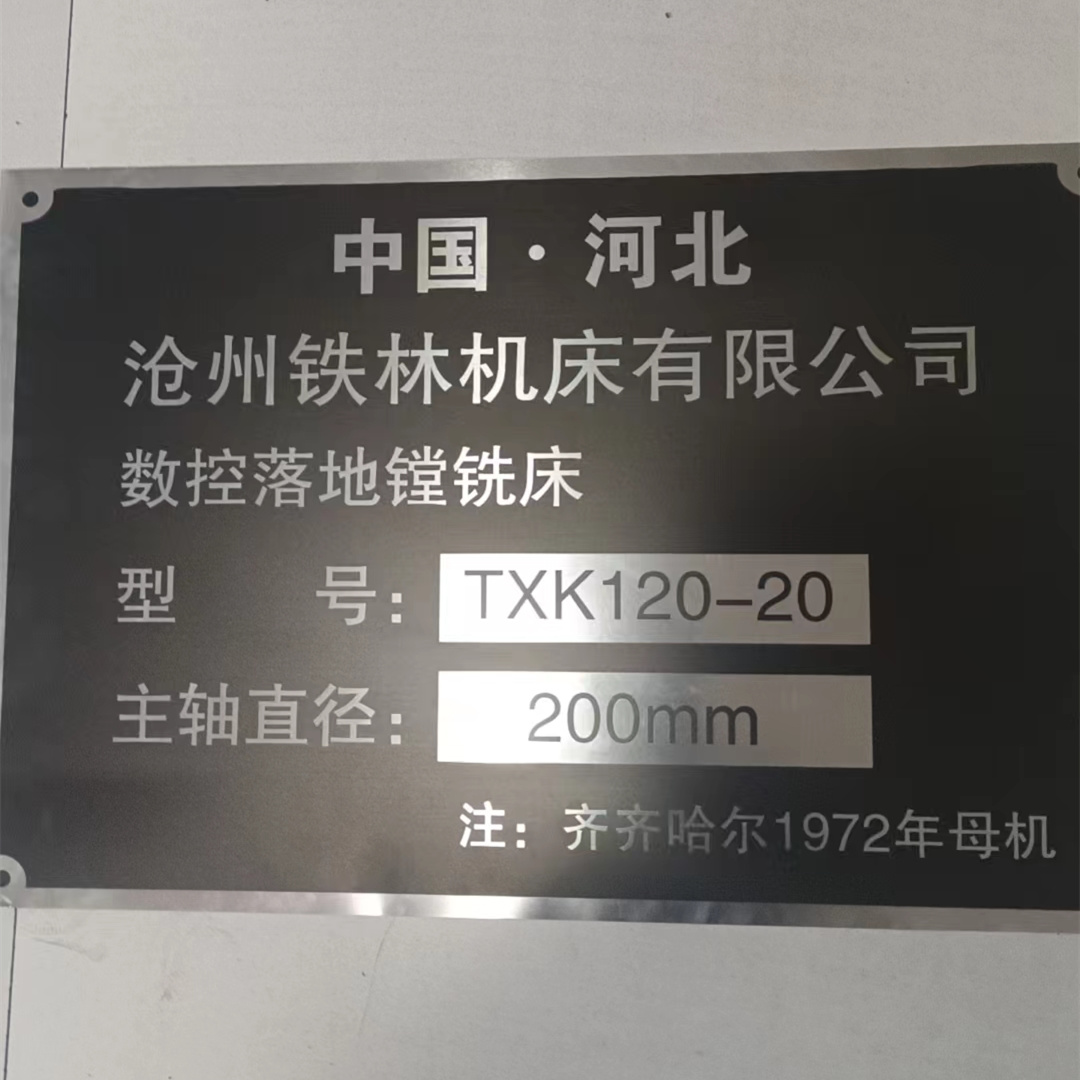 中国·河北
沧州铁林机床有限公司
数控落地镗铣床
型 号：TXK120-20
主轴直径：200mm
注：齐齐哈尔1972年母机